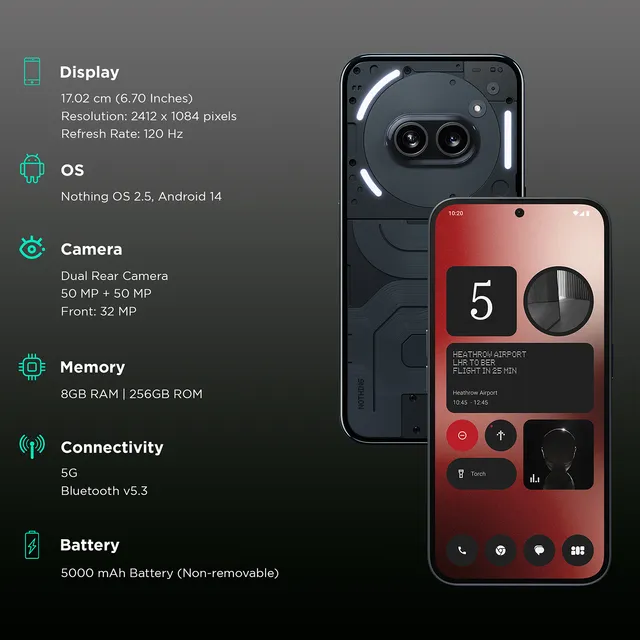 Display
17.02 cm (6.70 Inches)
Resolution: 2412 x 1084 pixels
Refresh Rate: 120 Hz
OS
Nothing OS 2.5, Android 14
Camera
Dual Rear Camera
50 MP + 50 MP
Front: 32 MP
Memory
8GB RAM | 256GB ROM
Connectivity
5G
Bluetooth v5.3
Battery
5000 mAh Battery (Non-removable)
NOTHING
10:20
5
HEATHROW AIRPORT
LHR TO BER
FLIGHT IN 25 MIN
Heathrow Airport
10:45 - 12:45
Torch